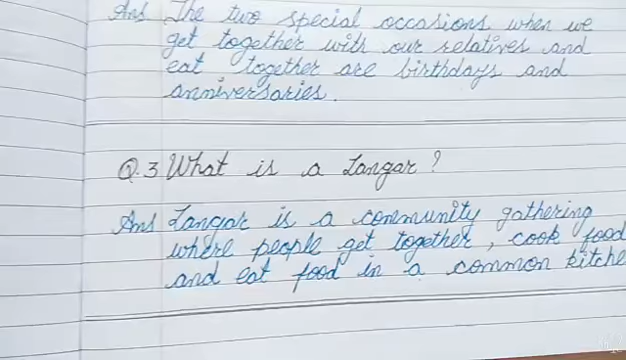 Ans The two special occasions when we
get together with our relatives and
eat together are birthdays and
anniversaries.
Q.3 What is a Langar?
Ans Langar is a community gathering
where people get together, cook food
and eat food in a common kitche